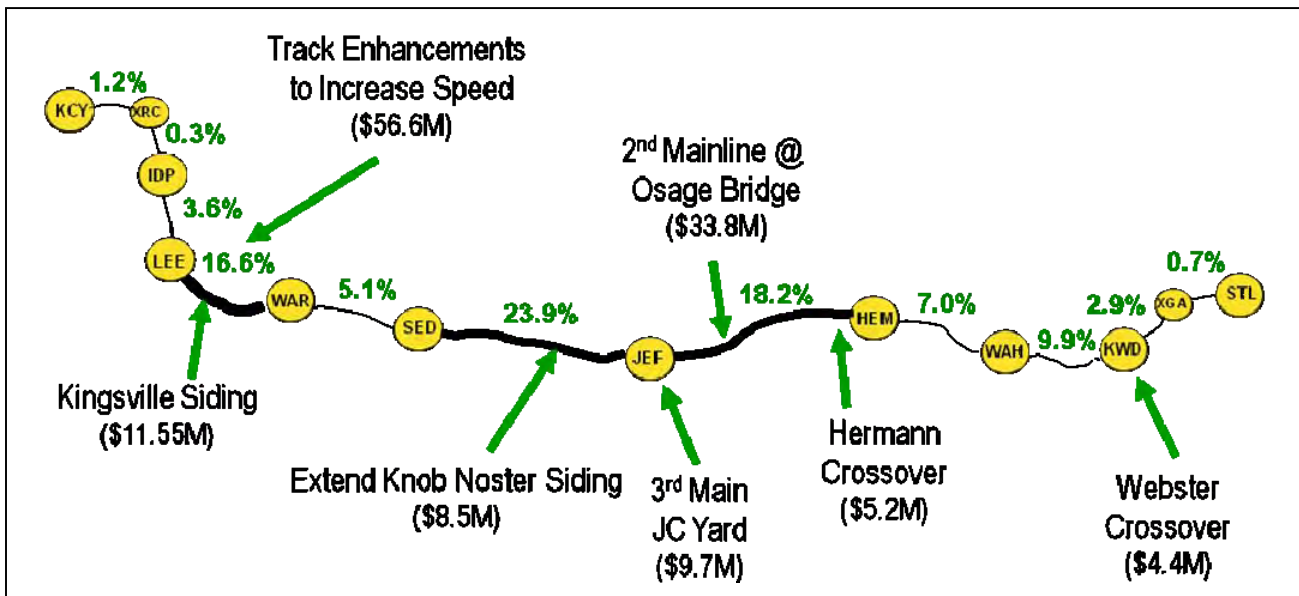 Track Enhancements
to Increase Speed
($56.6M)
1.2%
KCY
XRC
0.3%
IDP
3.6%
LEE
16.6%
WAR
5.1%
SED
23.9%
2nd Mainline @
Osage Bridge
($33.8M)
JEF
18.2%
HEM
7.0%
WAH
9.9%
KWD
2.9%
XGA
0.7%
STL
Kingsville Siding
($11.55M)
Extend Knob Noster Siding
($8.5M)
3rd Main
JC Yard
($9.7M)
Hermann
Crossover
($5.2M)
Webster
Crossover
($4.4M)